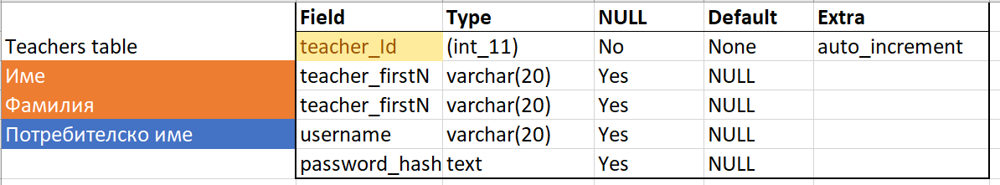 Field Type NULL Default Extra
Teachers table teacher_Id (int_11) No None auto_increment
Име teacher_firstN varchar(20) Yes NULL
Фамилия teacher_firstN varchar(20) Yes NULL
Потребителско име username varchar(20) Yes NULL
password_hash text Yes NULL